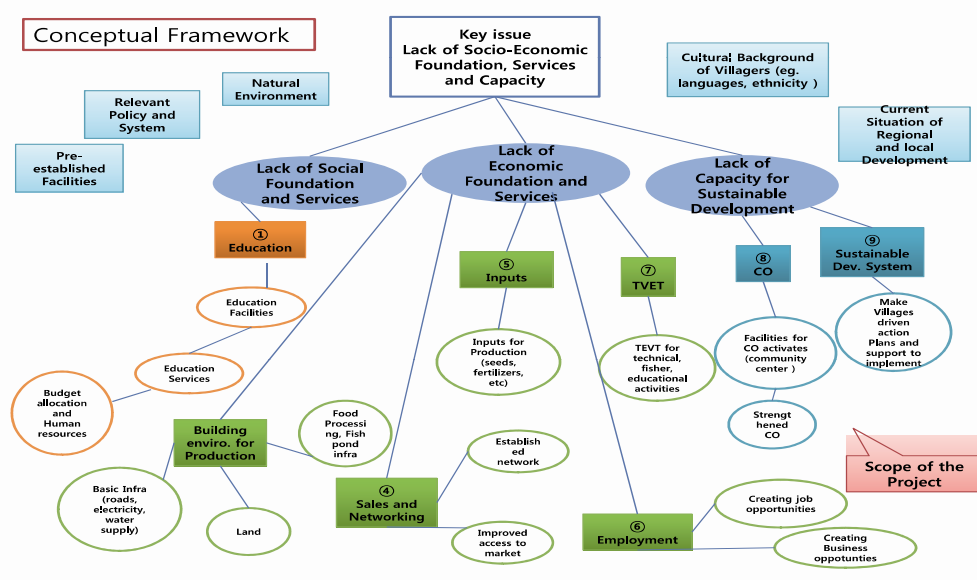 Conceptual Framework
Key issue
Lack of Socio-Economic
Foundation, Services
and Capacity
Cultural Background
of Villagers (eg.
languages, ethnicity )
Natural
Environment
Relevant
Policy and
System
Current
Situation of
Regional
and local
Development
Pre-
established
Facilities
Lack of Social
Foundation
and Services
Lack of
Economic
Foundation and
Services
Lack of
Capacity for
Sustainable
Development
①
Education
⑤
Inputs
⑦
TVET
⑧
CO
⑨
Sustainable
Dev. System
Education
Facilities
Education
Services
Budget
allocation
and
Human
resources
Inputs for
Production
(seeds,
fertilizers,
etc)
TEVT for
technical,
fisher,
educational
activities
Facilities for
CO activates
(community
center )
Make
Villages
driven
action
Plans and
support to
implement
Strengt
hened
CO
Building
enviro. for
Production
Food
Processi
ng, Fish
pond
infra
Basic Infra
(roads,
electricity,
water
supply)
Land
④
Sales and
Networking
Establish
ed
network
Improved
access to
market
⑥
Employment
Creating job
opportunities
Creating
Business
oppotunties
Scope of the
Project